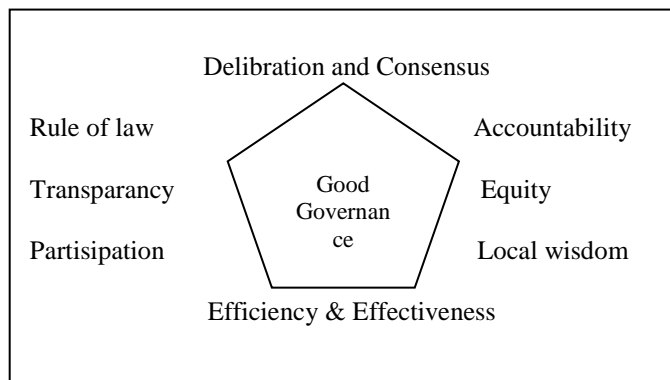 Delibration and Consensus
Rule of law
Accountability
Transparancy
Good
Governan
ce
Equity
Partisipation
Local wisdom
Efficiency & Effectiveness